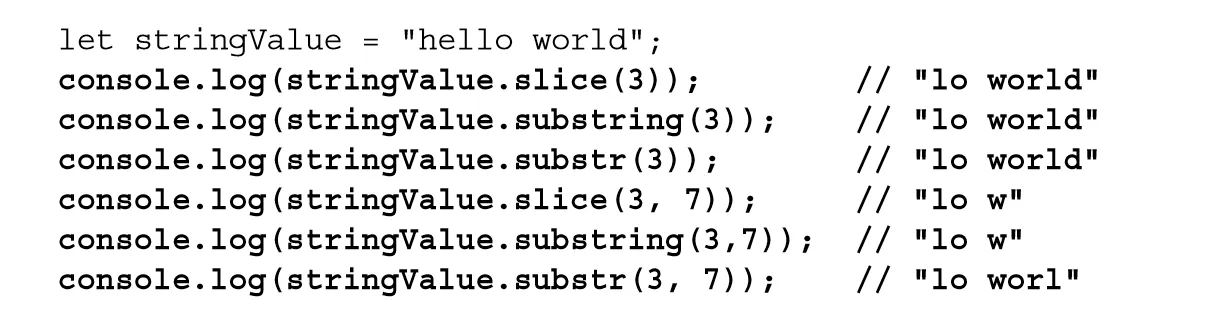 let stringValue = "hello world";
console.log(stringValue.slice(3)); // "lo world"
console.log(stringValue.substring(3)); // "lo world"
console.log(stringValue.substr(3)); // "lo world"
console.log(stringValue.slice(3, 7)); // "lo w"
console.log(stringValue.substring(3,7)); // "lo w"
console.log(stringValue.substr(3, 7)); // "lo worl"